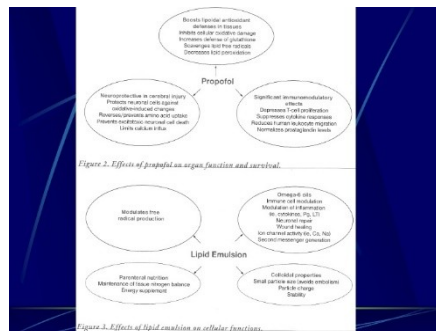 Boosts lipoidal antioxidant
defenses in tissues
Inhibits cellular oxidative damage
Increases defense of glutathione
Scavenges lipid free radicals
Decreases lipid peroxidation
Propofol
Neuroprotective in cerebral injury
Protects neuronal cells against
oxidative-induced changes
Reverses/prevents amino acid uptake
Prevents excitotoxic neuronal cell death
Limits calcium influx
Significant immunomodulatory
effects
Depresses T-cell proliferation
Suppresses cytokine responses
Reduces human leukocyte migration
Normalizes prostaglandin levels
Figure 2. Effects of propofol on organ function and survival.
Modulates free
radical production
Omega-6 oils
Immune cell modulation
Modulation of inflammation
(ie, cytokines, Pg, LT)
Neuronal repair
Wound healing
Ion channel activity (ie, Ca, Na)
Second messenger generation
Lipid Emulsion
Parenteral nutrition
Maintenance of tissue nitrogen balance
Energy supplement
Colloidal properties
Small particle size (avoids embolism)
Particle charge
Stability
Figure 3. Effects of lipid emulsion on cellular functions.